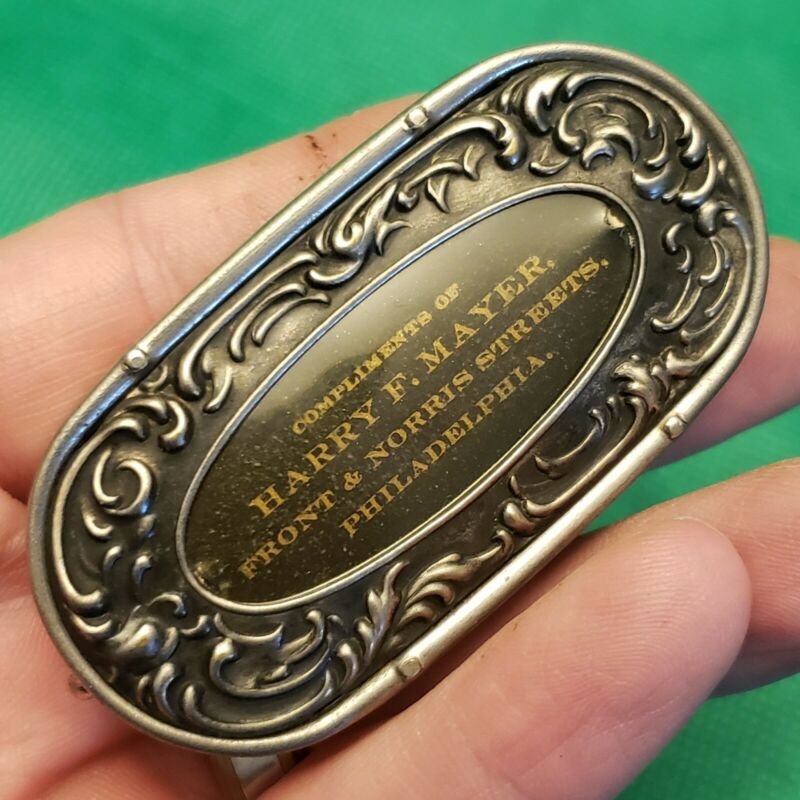 COMPLIMENTS OF
HARRY F. MAYER,
FRONT & NORRIS STREETS.
PHILADELPHIA.